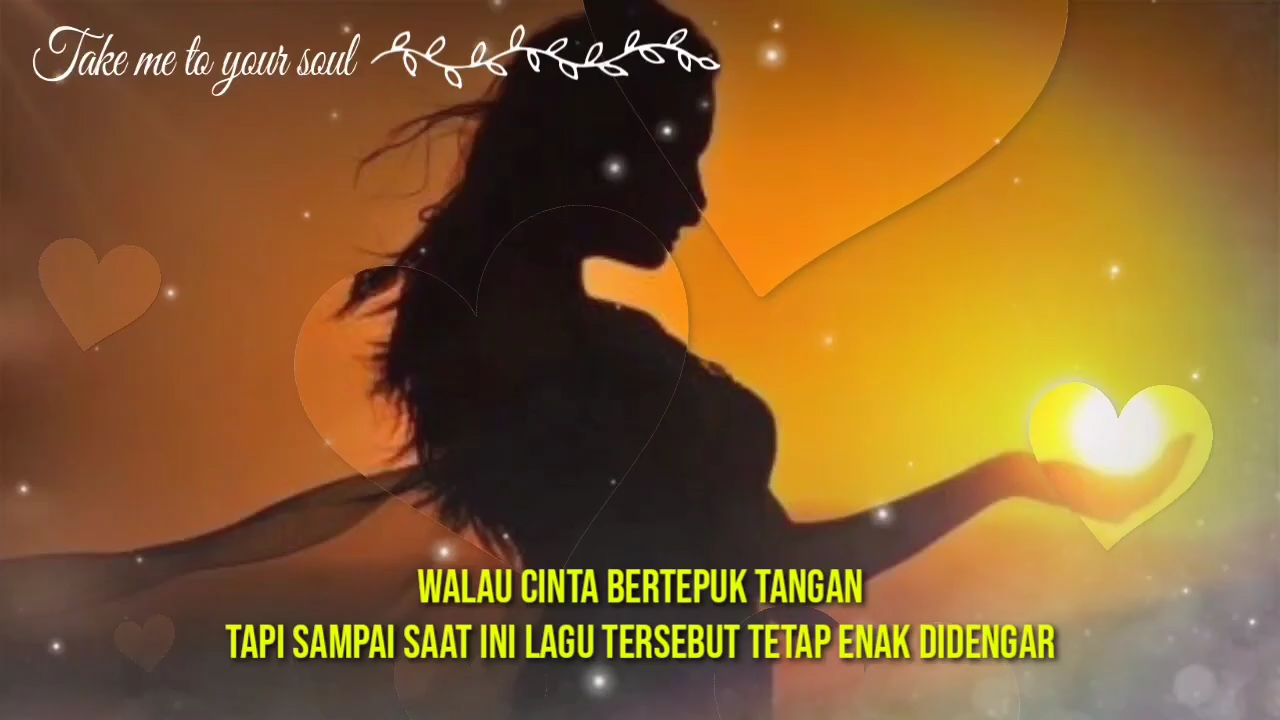 Take me to your soul
WALAU CINTA BERTEPUK TANGAN
TAPI SAMPAI SAAT INI LAGU TERSEBUT TETAP ENAK DIDENGAR